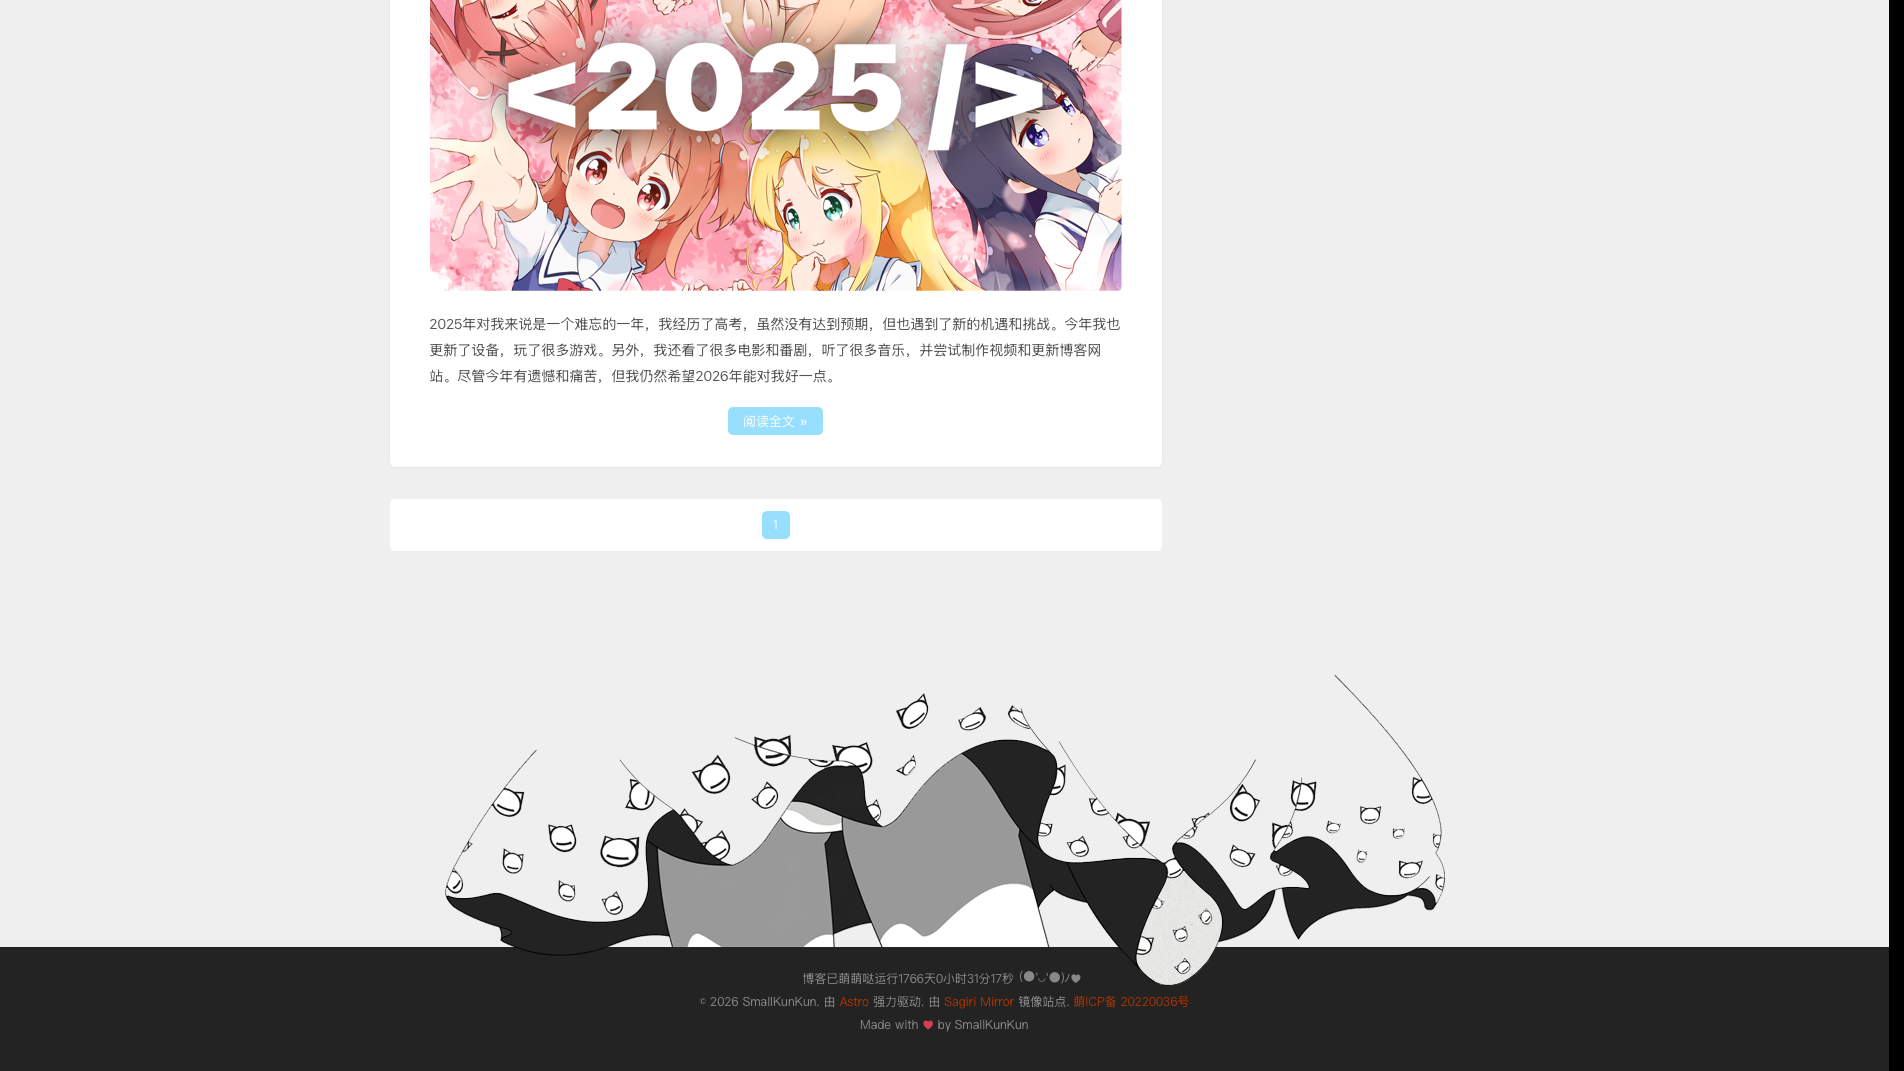 <2025 />
2025年对我来说是一个难忘的一年，我经历了高考，虽然没有达到预期，但也遇到了新的机遇和挑战。今年我也
更新了设备，玩了很多游戏。另外，我还看了很多电影和番剧，听了很多音乐，并尝试制作视频和更新博客网
站。尽管今年有遗憾和痛苦，但我仍然希望2026年能对我好一点。
阅读全文 »
1
博客已萌萌哒运行1766天0小时31分17秒 (●'◡'●)ﾉ♥
© 2026 SmallKunKun. 由 Astro 强力驱动. 由 Sagiri Mirror 镜像站点. 萌ICP备 20220036号
Made with ♥ by SmallKunKun